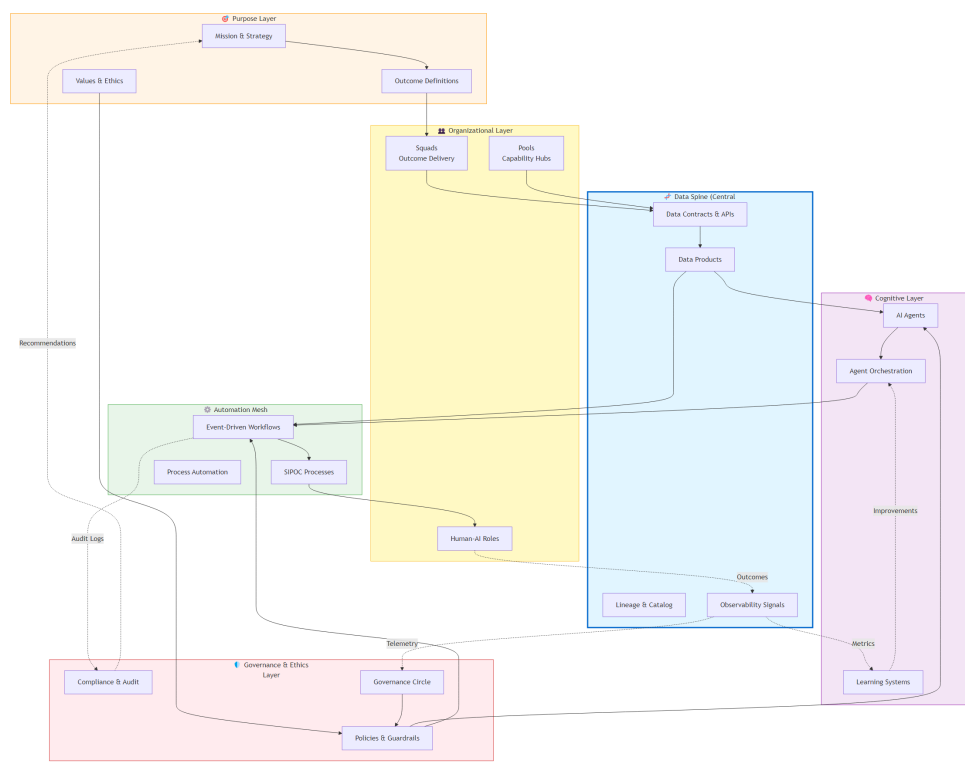 Purpose Layer
Mission & Strategy
Values & Ethics
Outcome Definitions
Organizational Layer
Squads
Outcome Delivery
Pools
Capability Hubs
Data Spine (Central
Data Contracts & APIs
Data Products
Cognitive Layer
AI Agents
Recommendations
Agent Orchestration
Automation Mesh
Event-Driven Workflows
Process Automation
SIPOC Processes
Improvements
Audit Logs
Human-AI Roles
Outcomes
Lineage & Catalog
Observability Signals
Telemetry
Metrics
Governance & Ethics
Layer
Compliance & Audit
Governance Circle
Learning Systems
Policies & Guardrails